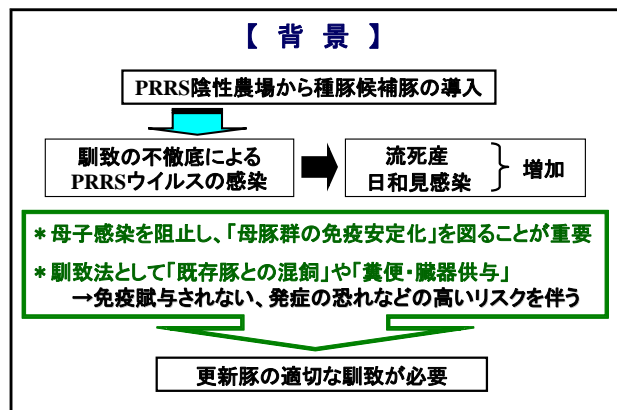 【 背 景 】
PRRS陰性農場から種豚候補豚の導入
馴致の不徹底による
PRRSウイルスの感染
流死産
日和見感染
増加
＊母子感染を阻止し、「母豚群の免疫安定化」を図ることが重要
＊馴致法として「既存豚との混飼」や「糞便・臓器供与」
→免疫賦与されない、発症の恐れなどの高いリスクを伴う
更新豚の適切な馴致が必要